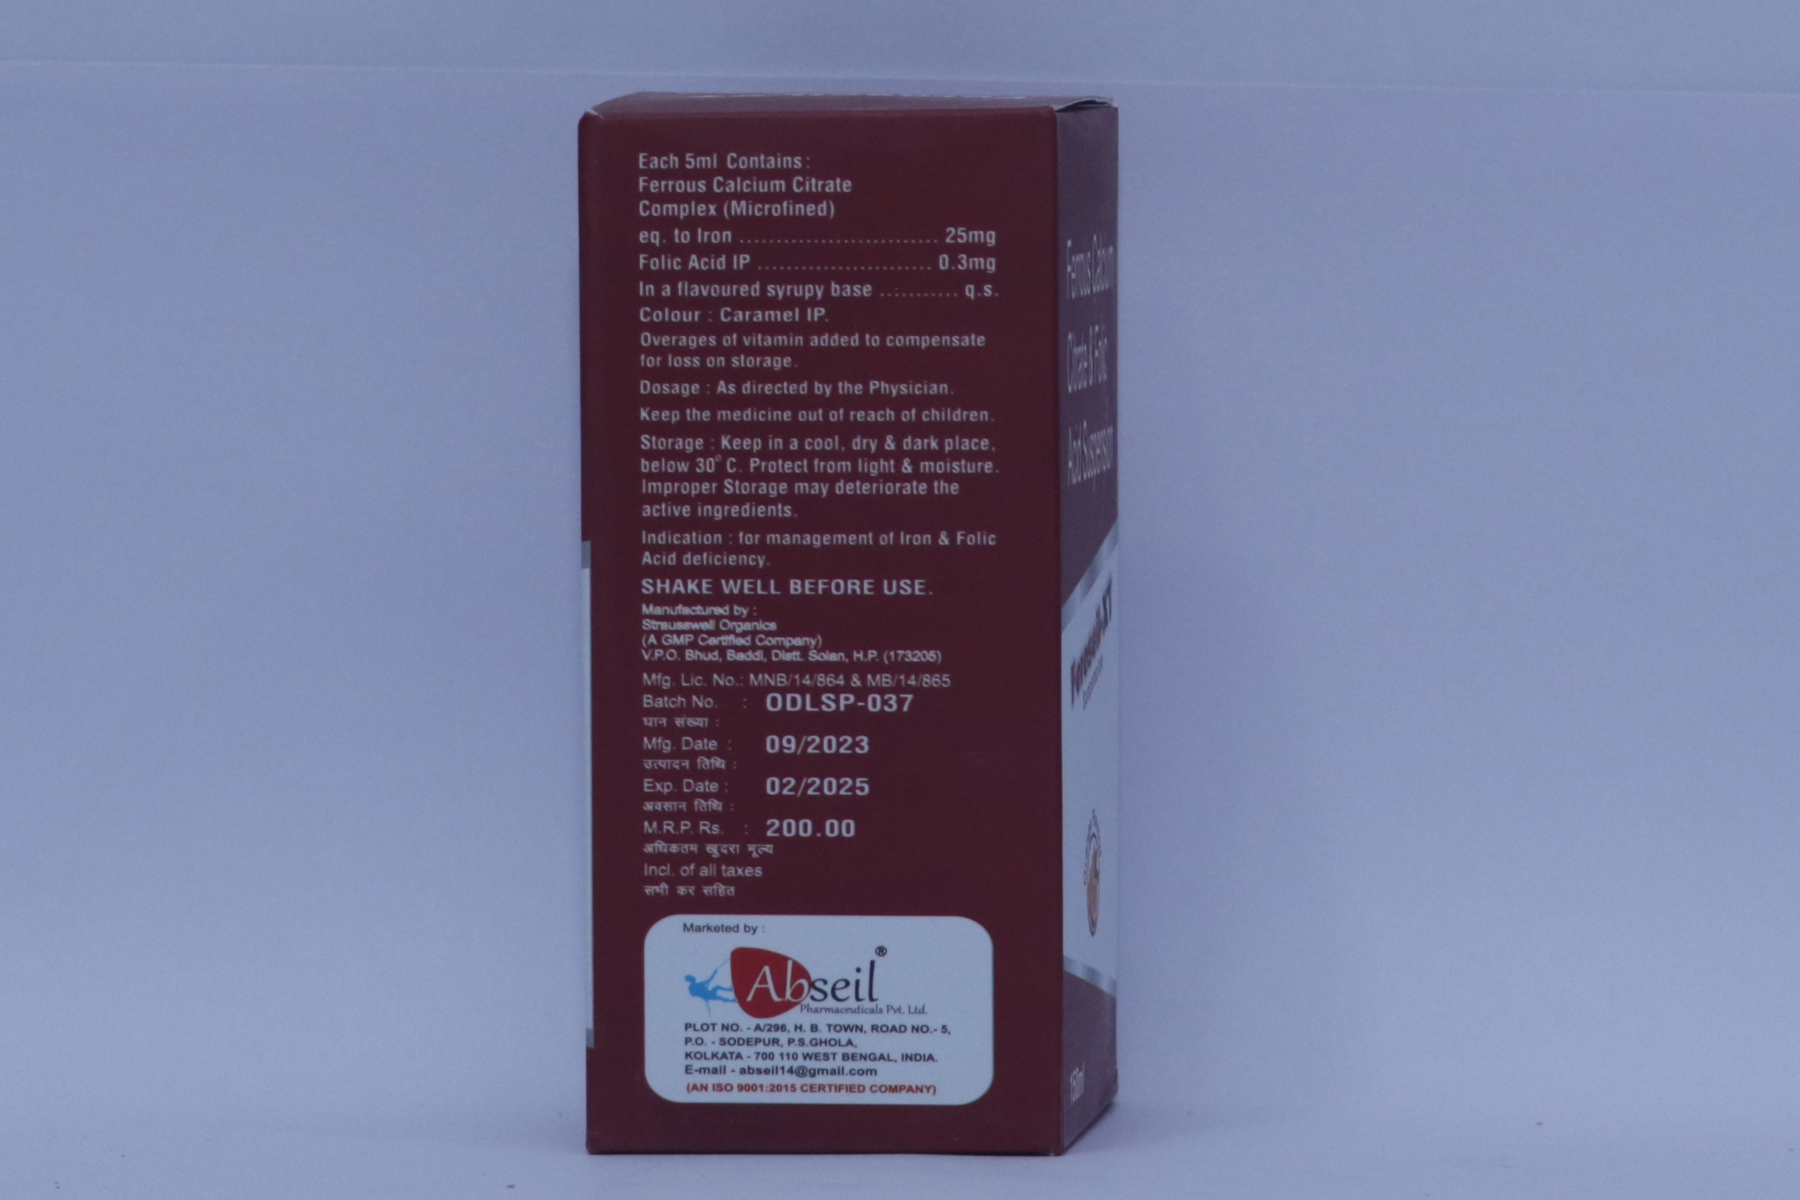 Each 5ml Contains:
Ferrous Calcium Citrate
Complex (Microfined)
eq. to Iron ........................... 25mg
Folic Acid IP ........................ 0.3mg
In a flavoured syrupy base ........... q.s.
Colour : Caramel IP.
Overages of vitamin added to compensate
for loss on storage.
Dosage : As directed by the Physician.
Keep the medicine out of reach of children.
Storage : Keep in a cool, dry & dark place,
below 30° C. Protect from light & moisture.
Improper Storage may deteriorate the
active ingredients.
Indication : for management of Iron & Folic
Acid deficiency.
SHAKE WELL BEFORE USE.
Manufactured by :
Strausswell Organics
(A GMP Certified Company)
V.P.O. Bhud, Baddi, Distt. Solan, H.P. (173205)
Mfg. Lic. No.: MNB/14/864 & MB/14/865
Batch No. : ODLSP-037
घान संख्या :
Mfg. Date : 09/2023
उत्पादन तिथि :
Exp. Date : 02/2025
अवसान तिथि :
M.R.P. Rs. : 200.00
अधिकतम खुदरा मूल्य
Incl. of all taxes
सभी कर सहित
Marketed by :
Abseil®
Pharmaceuticals Pvt. Ltd.
PLOT NO. - A/296, H. B. TOWN, ROAD NO.- 5,
P.O. - SODEPUR, P.S.GHOLA,
KOLKATA - 700 110 WEST BENGAL, INDIA.
E-mail - abseil14@gmail.com
(AN ISO 9001:2015 CERTIFIED COMPANY)
Ferrous Calcium
Citrate & Folic
Acid Suspension
150ml